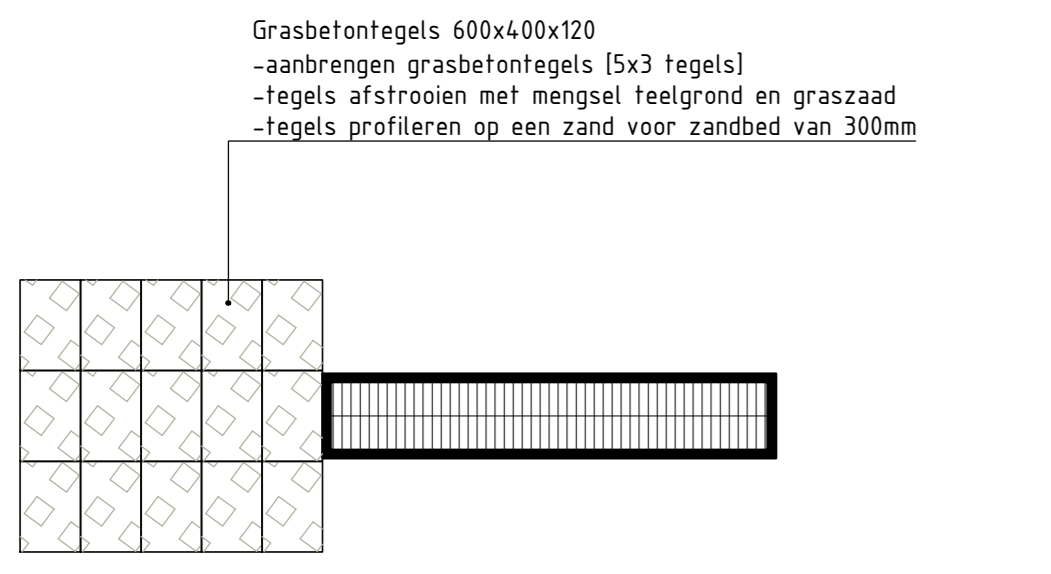 Grasbetontegels 600x400x120
-aanbrengen grasbetontegels [5x3 tegels]
-tegels afstrooien met mengsel teelgrond en graszaad
-tegels profileren op een zand voor zandbed van 300mm